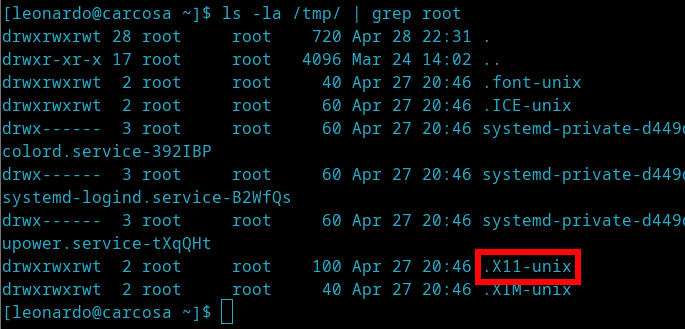 [leonardo@carcosa ~]$ ls -la /tmp/ | grep root
drwxrwxrwt 28 root root 720 Apr 28 22:31 .
drwxr-xr-x 17 root root 4096 Mar 24 14:02 ..
drwxrwxrwt 2 root root 40 Apr 27 20:46 .font-unix
drwxrwxrwt 2 root root 60 Apr 27 20:46 .ICE-unix
drwx------ 3 root root 60 Apr 27 20:46 systemd-private-d449
colord.service-392IBP
drwx------ 3 root root 60 Apr 27 20:46 systemd-private-d449
systemd-logind.service-B2WfQs
drwx------ 3 root root 60 Apr 27 20:46 systemd-private-d449
upower.service-tXqQHt
drwxrwxrwt 2 root root 100 Apr 27 20:46 .X11-unix
drwxrwxrwt 2 root root 40 Apr 27 20:46 .XIM-unix
[leonardo@carcosa ~]$